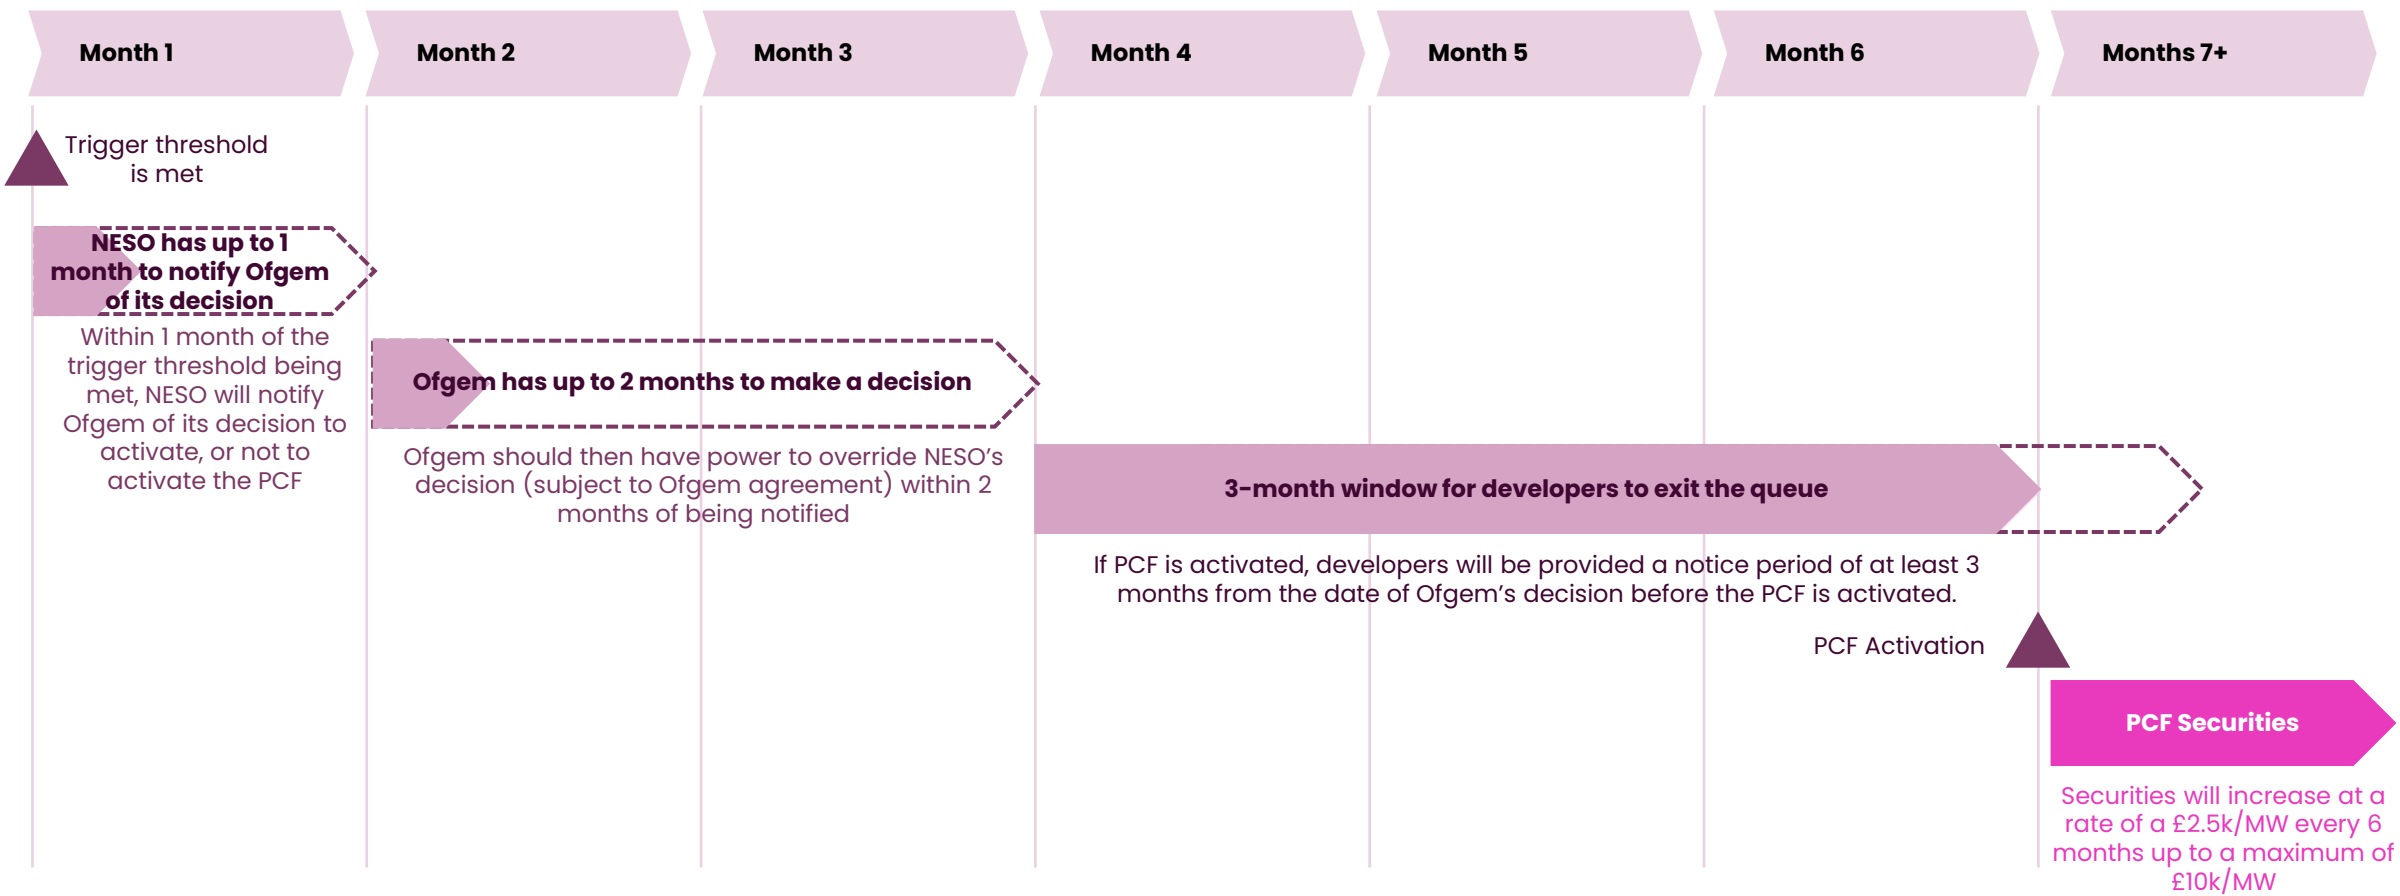 Month 1
Month 2
Month 3
Month 4
Month 5
Month 6
Months 7+
Trigger threshold
is met
NESO has up to 1
month to notify Ofgem
of its decision
Within 1 month of the
trigger threshold being
met, NESO will notify
Ofgem of its decision to
activate, or not to
activate the PCF
Ofgem has up to 2 months to make a decision
Ofgem should then have power to override NESO’s
decision (subject to Ofgem agreement) within 2
months of being notified
3-month window for developers to exit the queue
If PCF is activated, developers will be provided a notice period of at least 3
months from the date of Ofgem’s decision before the PCF is activated.
PCF Activation
PCF Securities
Securities will increase at a
rate of a £2.5k/MW every 6
months up to a maximum of
£10k/MW